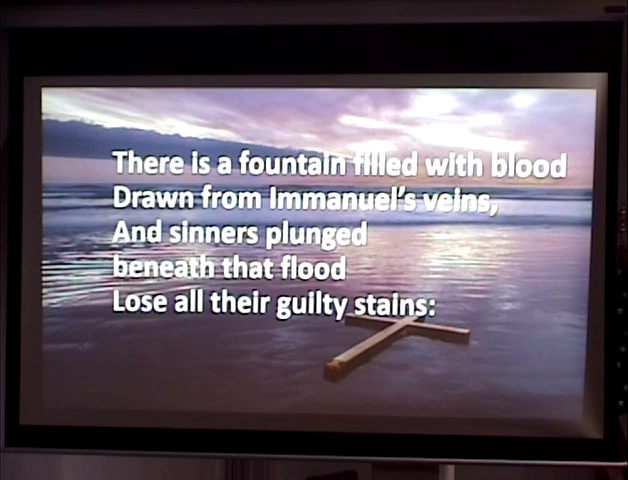 There is a fountain filled with blood
Drawn from Immanuel's veins,
And sinners plunged
beneath that flood
Lose all their guilty stains: